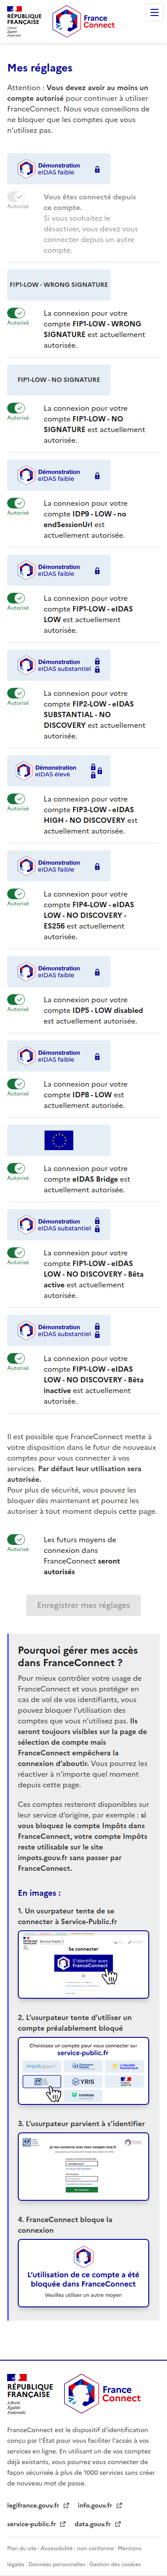 RÉPUBLIQUE
FRANÇAISE
Liberté
Égalité
Fraternité
France
Connect
Mes réglages
Attention : Vous devez avoir au moins un
compte autorisé pour continuer à utiliser
FranceConnect. Nous vous conseillons de
ne bloquer que les comptes que vous
n’utilisez pas.
Démonstration
eIDAS faible
Autorisé
Vous êtes connecté depuis
ce compte.
Si vous souhaitez le
désactiver, vous devez vous
connecter depuis un autre
compte.
FIP1-LOW - WRONG SIGNATURE
Autorisé
La connexion par votre
compte FIP1-LOW - WRONG
SIGNATURE est actuellement
autorisée.
FIP1-LOW - NO SIGNATURE
Autorisé
La connexion par votre
compte FIP1-LOW - NO
SIGNATURE est actuellement
autorisée.
Démonstration
eIDAS faible
Autorisé
La connexion par votre
compte IDP9 - LOW - no
endSessionUrl est
actuellement autorisée.
Démonstration
eIDAS faible
Autorisé
La connexion par votre
compte FIP1-LOW - eIDAS
LOW est actuellement
autorisée.
Démonstration
eIDAS substantiel
Autorisé
La connexion par votre
compte FIP2-LOW - eIDAS
SUBSTANTIAL - NO
DISCOVERY est actuellement
autorisée.
Démonstration
eIDAS élevé
Autorisé
La connexion par votre
compte FIP3-LOW - eIDAS
HIGH - NO DISCOVERY est
actuellement autorisée.
Démonstration
eIDAS faible
Autorisé
La connexion par votre
compte FIP4-LOW - eIDAS
LOW - NO DISCOVERY -
ES256 est actuellement
autorisée.
Démonstration
eIDAS faible
Autorisé
La connexion par votre
compte IDP5 - LOW disabled
est actuellement autorisée.
Démonstration
eIDAS faible
Autorisé
La connexion par votre
compte IDP8 - LOW est
actuellement autorisée.
Autorisé
La connexion par votre
compte eIDAS Bridge est
actuellement autorisée.
Démonstration
eIDAS substantiel
Autorisé
La connexion par votre
compte FIP1-LOW - eIDAS
LOW - NO DISCOVERY - Bêta
active est actuellement
autorisée.
Démonstration
eIDAS substantiel
Autorisé
La connexion par votre
compte FIP1-LOW - eIDAS
LOW - NO DISCOVERY - Bêta
inactive est actuellement
autorisée.
Il est possible que FranceConnect mette à
votre disposition dans le futur de nouveaux
comptes pour vous connecter à vos
services. Par défaut leur utilisation sera
autorisée.
Pour plus de sécurité, vous pouvez les
bloquer dès maintenant et pourrez les
autoriser à tout moment depuis cette page.
Autorisé
Les futurs moyens de
connexion dans
FranceConnect seront
autorisés
Enregistrer mes réglages
Pourquoi gérer mes accès
dans FranceConnect ?
Pour mieux contrôler votre usage de
FranceConnect et vous protéger en
cas de vol de vos identifiants, vous
pouvez bloquer l’utilisation des
comptes que vous n’utilisez pas. Ils
seront toujours visibles sur la page de
sélection de compte mais
FranceConnect empêchera la
connexion d’aboutir. Vous pourrez les
réactiver à n’importe quel moment
depuis cette page.
Ces comptes resteront disponibles sur
leur service d’origine, par exemple : si
vous bloquez le compte Impôts dans
FranceConnect, votre compte Impôts
reste utilisable sur le site
impots.gouv.fr sans passer par
FranceConnect.
En images :
1. Un usurpateur tente de se
connecter à Service-Public.fr
Service-Public.fr
Se connecter
S’identifier avec
FranceConnect
2. L’usurpateur tente d’utiliser un
compte préalablement bloqué
Choisissez un compte pour vous connecter sur
service-public.fr
impots.gouv.fr
l’Assurance Maladie
L’Identité Numérique
YRIS
trustme
3. L’usurpateur parvient à s’identifier
Je me connecte avec mon compte msa.fr
4. FranceConnect bloque la
connexion
L’utilisation de ce compte a été
bloquée dans FranceConnect
Veuillez utiliser un autre moyen
RÉPUBLIQUE
FRANÇAISE
Liberté
Égalité
Fraternité
France
Connect
FranceConnect est le dispositif d’identification
conçu par l’État pour vous faciliter l’accès à vos
services en ligne. En utilisant un de vos comptes
déjà existants, vous pourrez vous connecter de
façon sécurisée à plus de 1000 services sans créer
de nouveau mot de passe.
legifrance.gouv.fr info.gouv.fr
service-public.fr data.gouv.fr
Plan du site | Accessibilité : non conforme | Mentions
légales | Données personnelles | Gestion des cookies